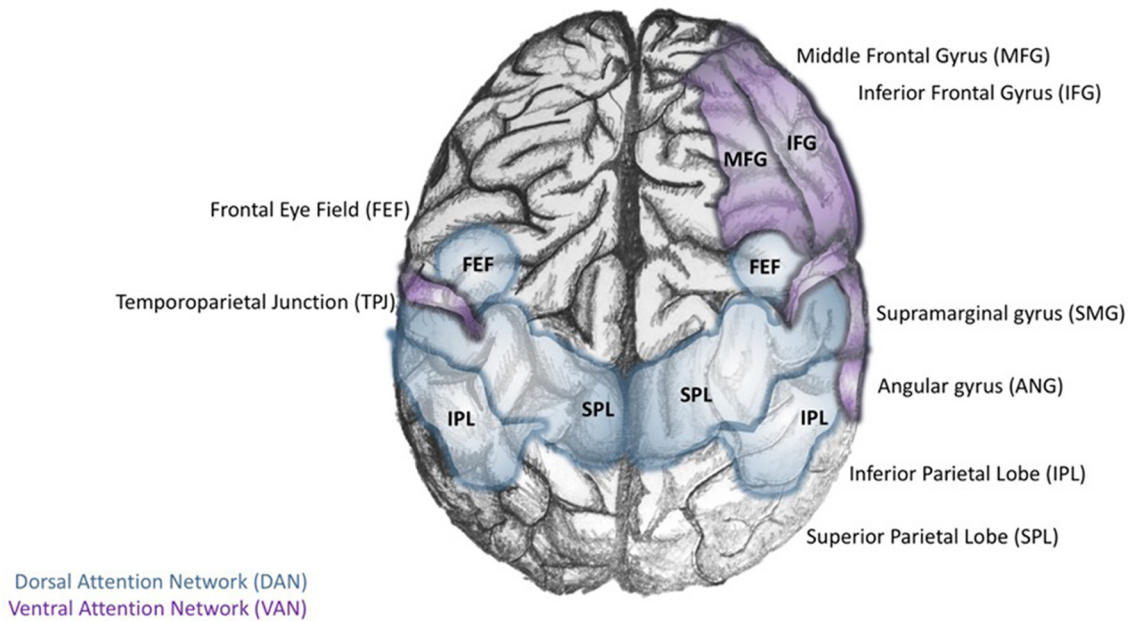 Middle Frontal Gyrus (MFG)
Inferior Frontal Gyrus (IFG)
IFG
MFG
Frontal Eye Field (FEF)
FEF
FEF
Temporoparietal Junction (TPJ)
Supramarginal gyrus (SMG)
Angular gyrus (ANG)
SPL
SPL
IPL
IPL
Inferior Parietal Lobe (IPL)
Superior Parietal Lobe (SPL)
Dorsal Attention Network (DAN)
Ventral Attention Network (VAN)